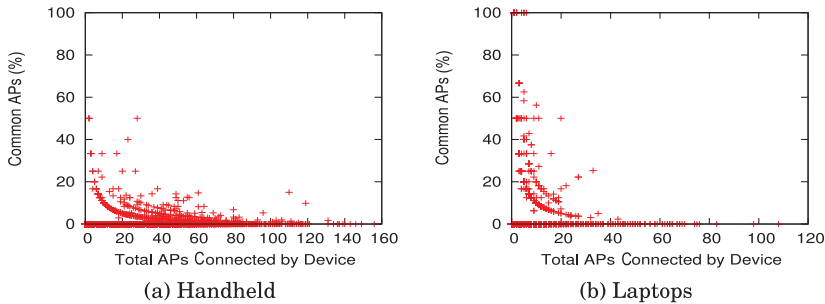 100
80
60
40
20
0
Common APs (%)
0 20 40 60 80 100 120 140 160
Total APs Connected by Device
(a) Handheld
100
80
60
40
20
0
Common APs (%)
0 20 40 60 80 100 120
Total APs Connected by Device
(b) Laptops